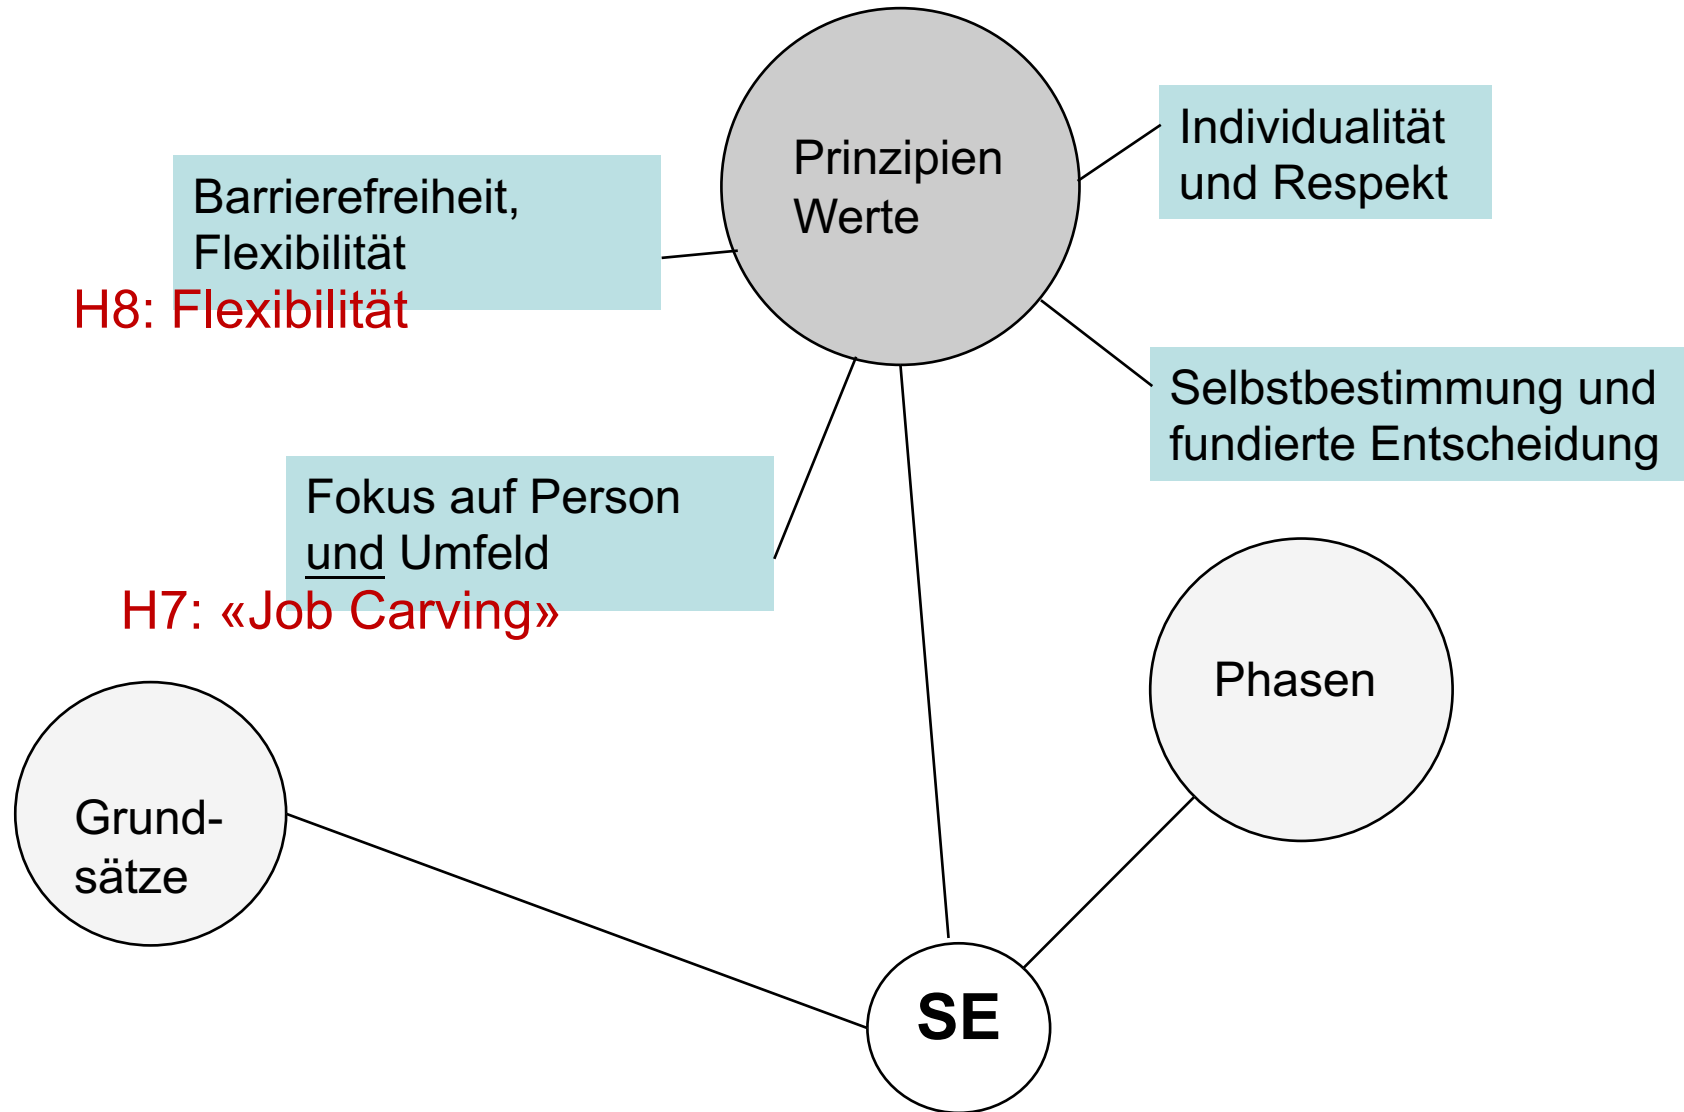 Prinzipien
Werte
Individualität
und Respekt
Barrierefreiheit,
Flexibilität
H8: Flexibilität
Selbstbestimmung und
fundierte Entscheidung
Fokus auf Person
und Umfeld
H7: «Job Carving»
Phasen
Grund-
sätze
SE